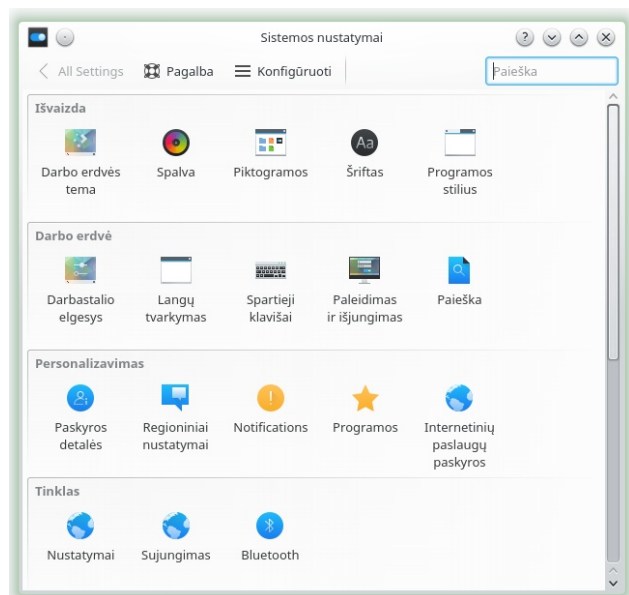 Sistemos nustatymai
All Settings Pagalba Konfigūruoti Paieška
Išvaizda
Darbo erdvės tema
Spalva
Piktogramos
Aa
Šriftas
Programos stilius
Darbo erdvė
Darbastalio elgesys
Langų tvarkymas
Spartieji klavišai
Paleidimas ir išjungimas
Paieška
Personalizavimas
Paskyros detalės
Regioniniai nustatymai
Notifications
Programos
Internetinių paslaugų paskyros
Tinklas
Nustatymai
Sujungimas
Bluetooth